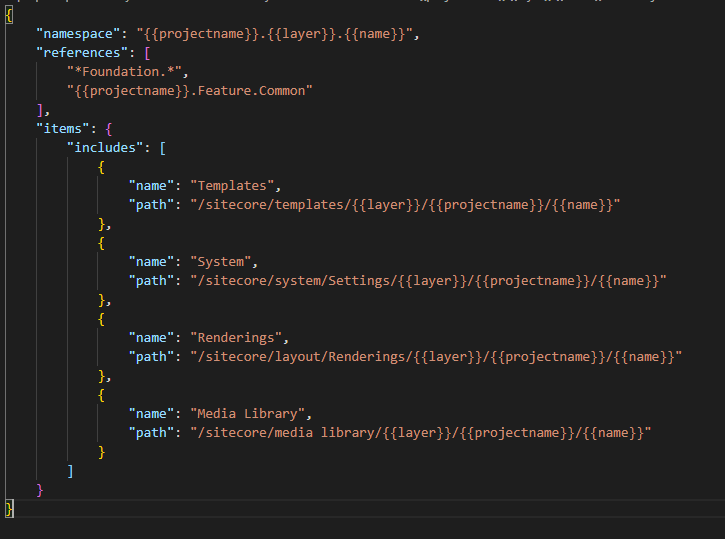 {
"namespace": "{{projectname}}.{{layer}}.{{name}}",
"references": [
"*Foundation.*",
"{{projectname}}.Feature.Common"
],
"items": {
"includes": [
{
"name": "Templates",
"path": "/sitecore/templates/{{layer}}/{{projectname}}/{{name}}"
},
{
"name": "System",
"path": "/sitecore/system/Settings/{{layer}}/{{projectname}}/{{name}}"
},
{
"name": "Renderings",
"path": "/sitecore/layout/Renderings/{{layer}}/{{projectname}}/{{name}}"
},
{
"name": "Media Library",
"path": "/sitecore/media library/{{layer}}/{{projectname}}/{{name}}"
}
]
}
}